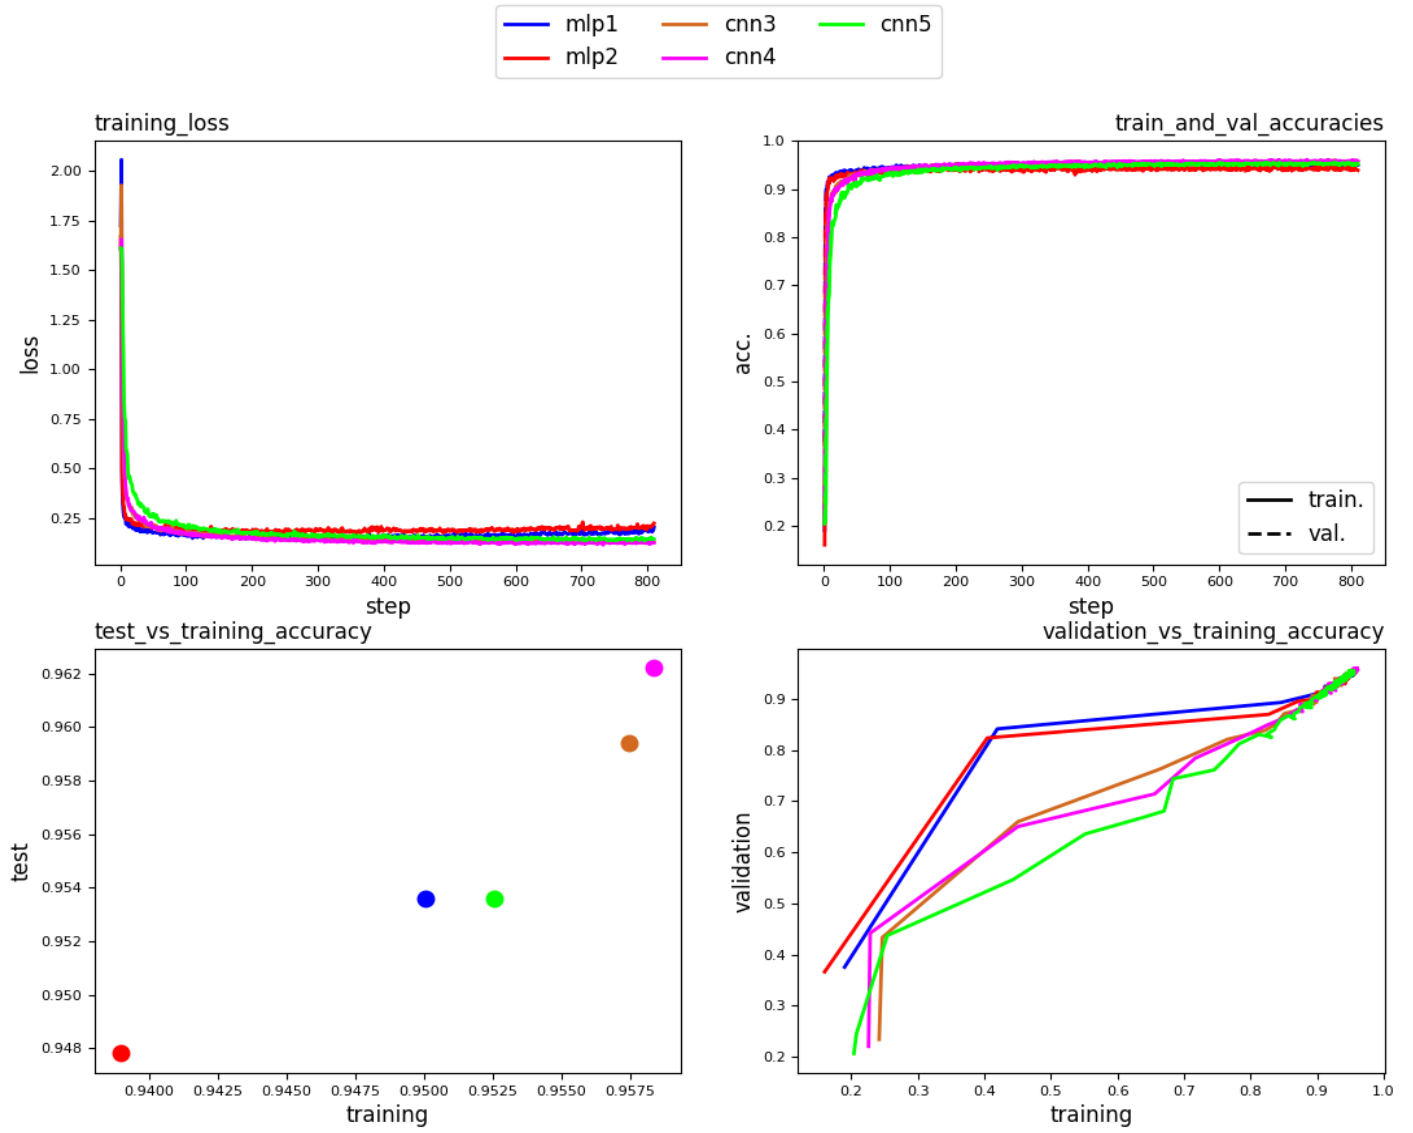 mlp1 cnn3 cnn5
mlp2 cnn4
training_loss
2.00
1.75
1.50
1.25
1.00
0.75
0.50
0.25
loss
0 100 200 300 400 500 600 700 800
step
train_and_val_accuracies
1.0
0.9
0.8
0.7
0.6
0.5
0.4
0.3
0.2
acc.
train.
val.
0 100 200 300 400 500 600 700 800
step
test_vs_training_accuracy
0.962
0.960
0.958
0.956
0.954
0.952
0.950
0.948
test
0.9400 0.9425 0.9450 0.9475 0.9500 0.9525 0.9550 0.9575
training
validation_vs_training_accuracy
0.9
0.8
0.7
0.6
0.5
0.4
0.3
0.2
validation
0.2 0.3 0.4 0.5 0.6 0.7 0.8 0.9 1.0
training